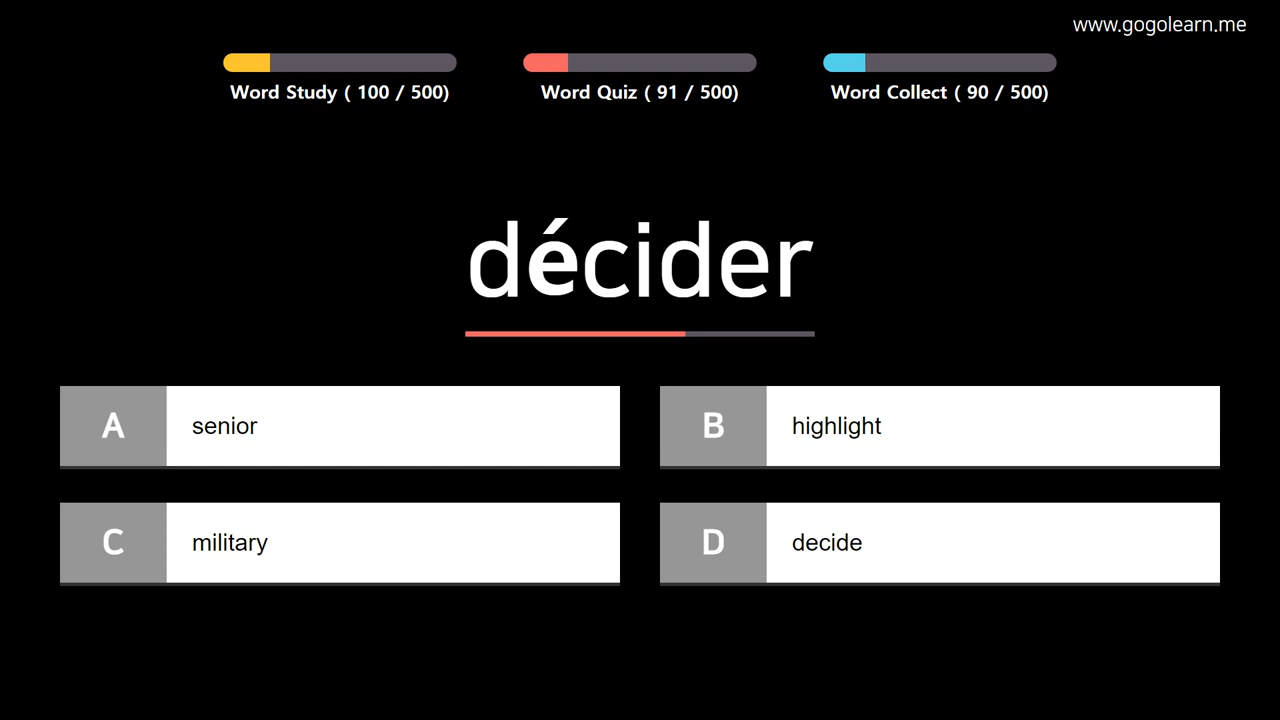 www.gogolearn.me
Word Study ( 100 / 500)
Word Quiz ( 91 / 500)
Word Collect ( 90 / 500)
décider
A senior
B highlight
C military
D decide